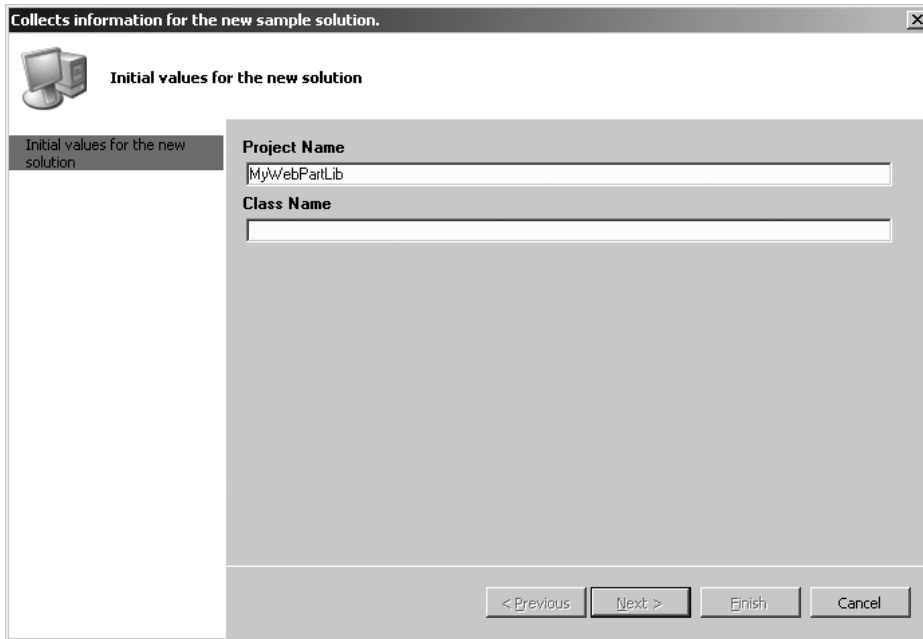 Collects information for the new sample solution.
Initial values for the new solution
Initial values for the new
solution
Project Name
MyWebPartLib
Class Name
< Previous
Next >
Finish
Cancel